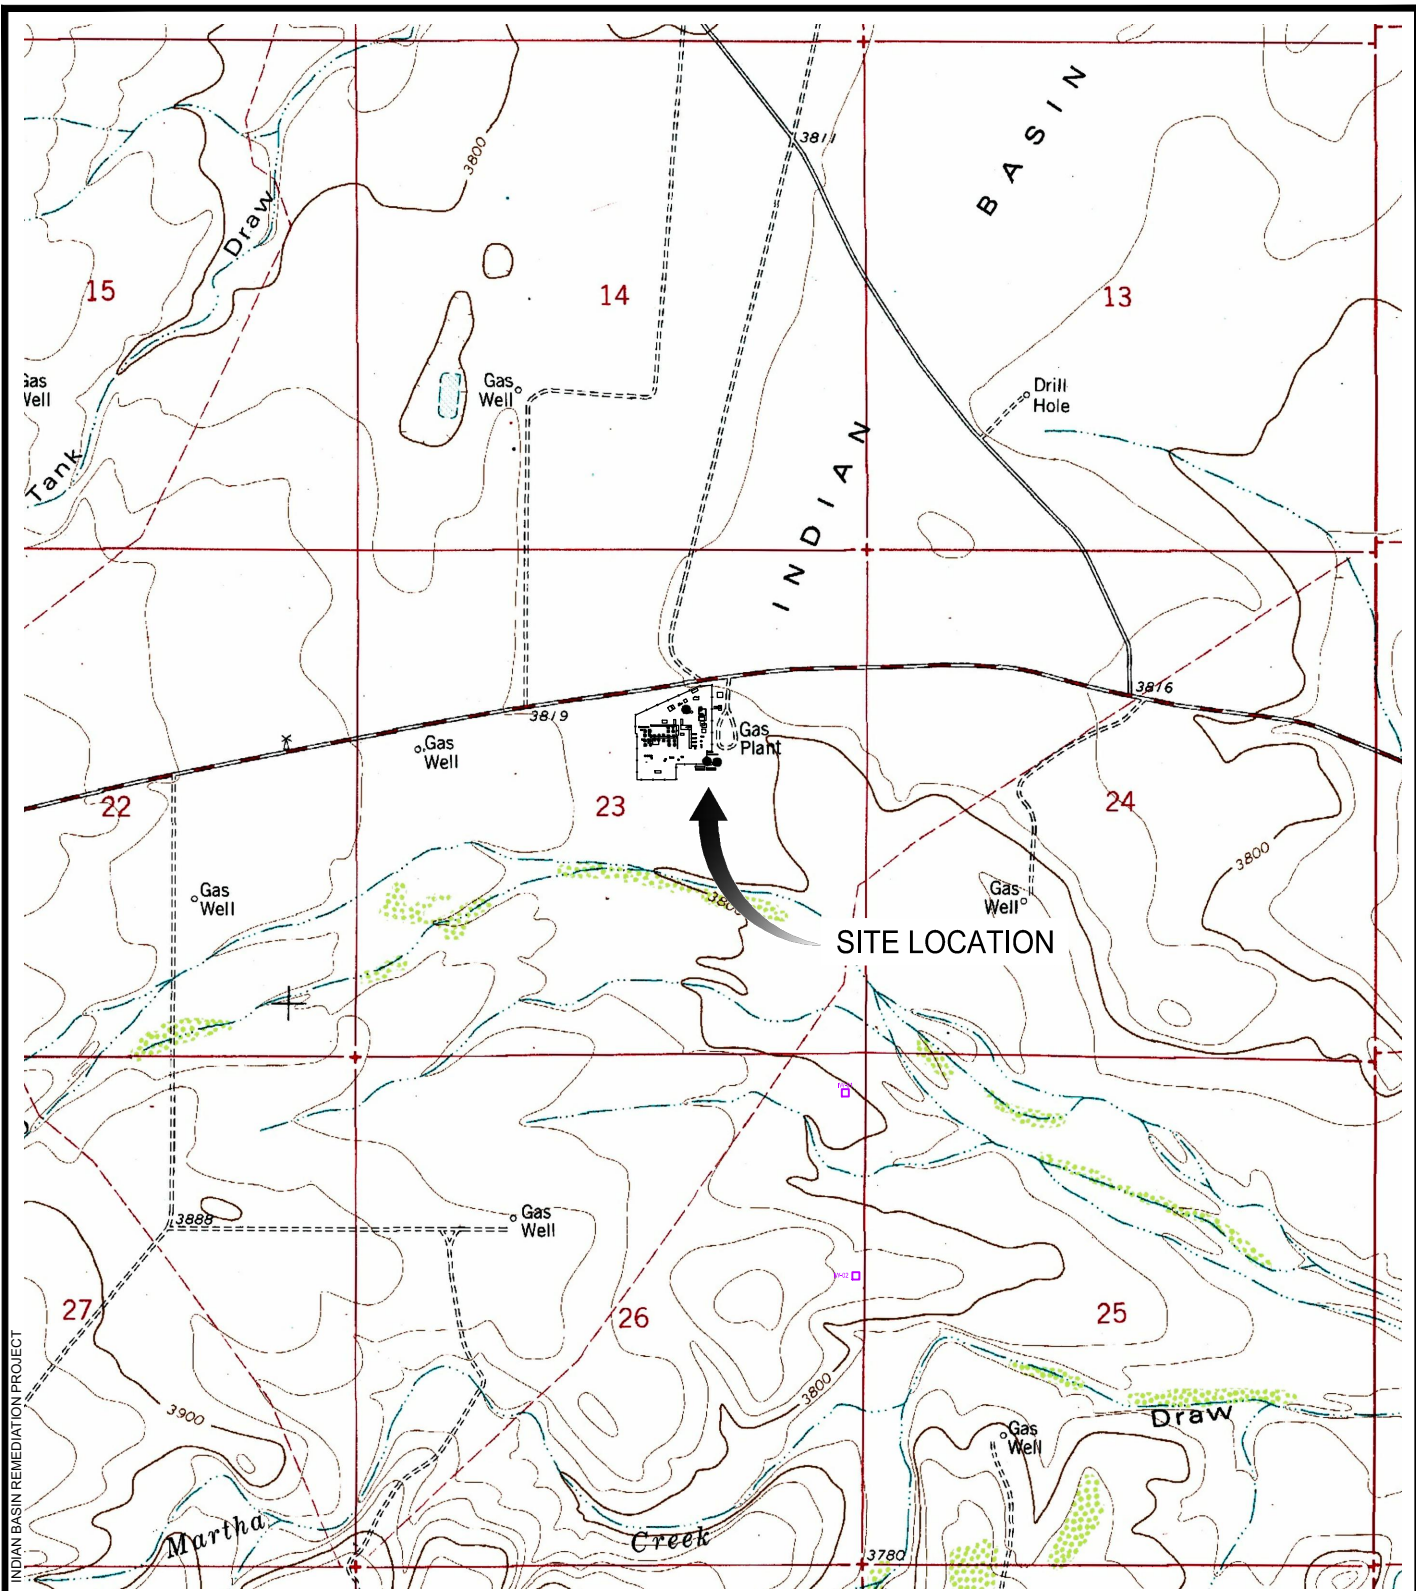 BASIN
3811
3800
Draw
15
14
13
Gas
Well
Drill
Hole
Tank
INDIAN
3816
3819
Gas
Well
Gas
Plant
22
23
24
3800
Gas
Well
Gas
Well
SITE LOCATION
3888
Gas
Well
27
26
25
3800
3900
Draw
Gas
Well
Martha
Creek
3780
INDIAN BASIN REMEDIATION PROJECT